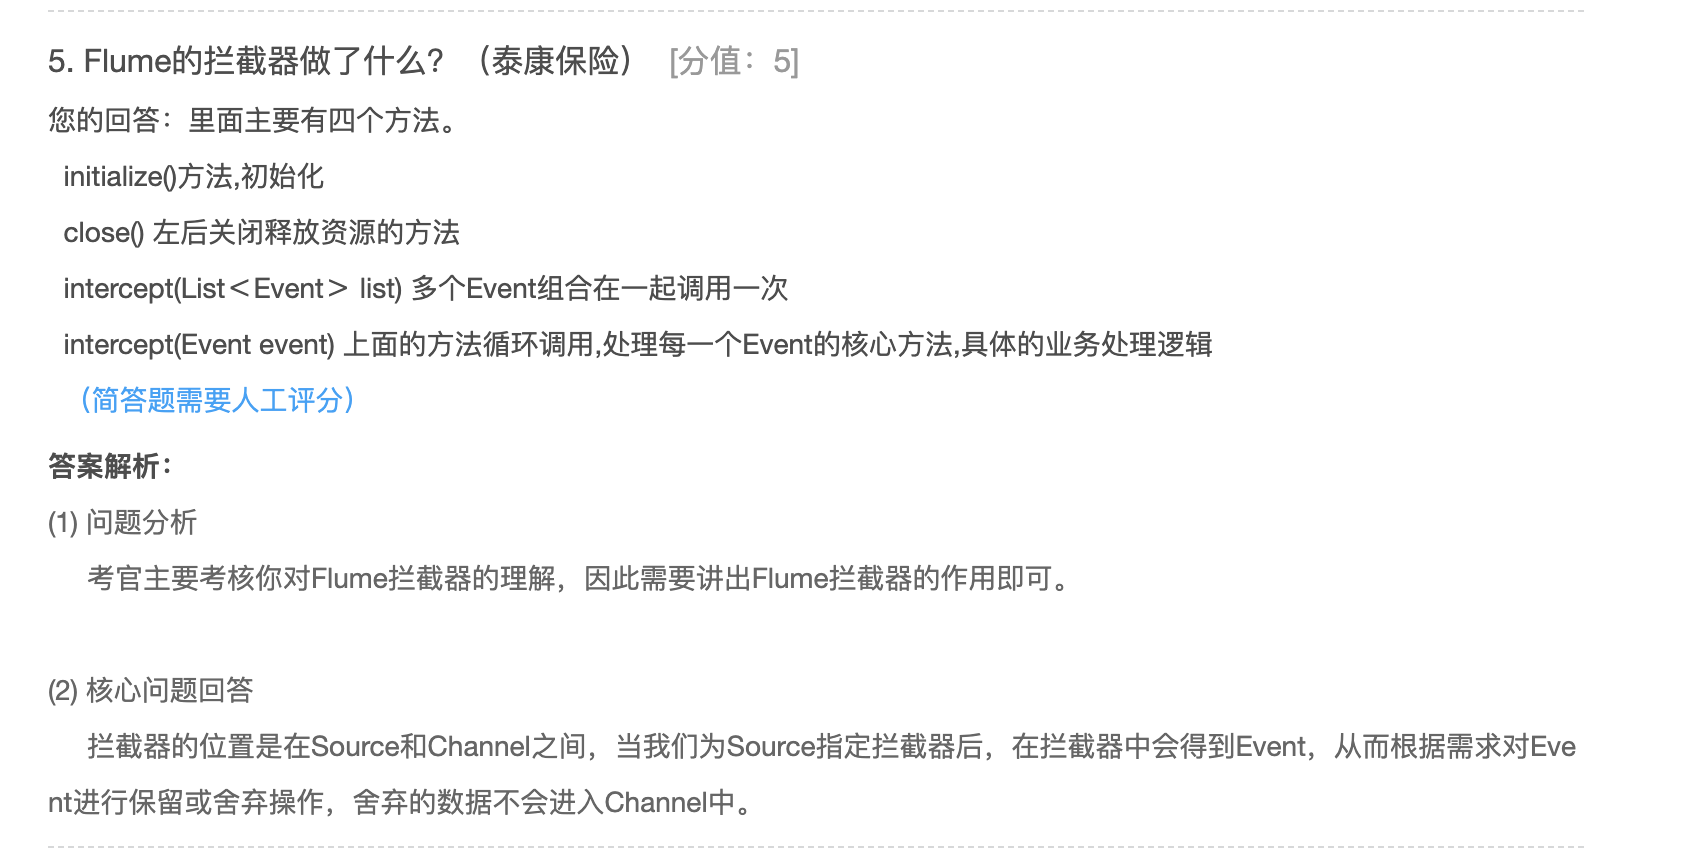 5. Flume的拦截器做了什么？（泰康保险） [分值：5]
您的回答：里面主要有四个方法。
initialize()方法,初始化
close() 左后关闭释放资源的方法
intercept(List＜Event＞ list) 多个Event组合在一起调用一次
intercept(Event event) 上面的方法循环调用,处理每一个Event的核心方法,具体的业务处理逻辑
（简答题需要人工评分）
答案解析：
(1) 问题分析
考官主要考核你对Flume拦截器的理解，因此需要讲出Flume拦截器的作用即可。
(2) 核心问题回答
拦截器的位置是在Source和Channel之间，当我们为Source指定拦截器后，在拦截器中会得到Event，从而根据需求对Eve
nt进行保留或舍弃操作，舍弃的数据不会进入Channel中。